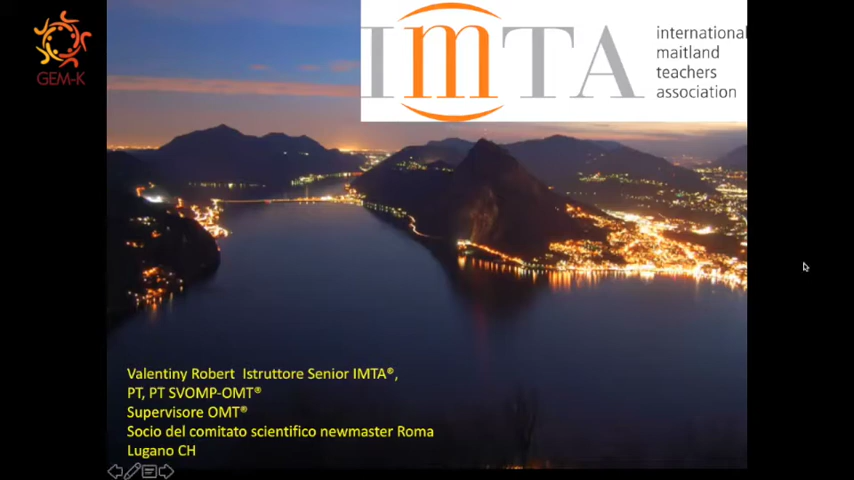 GEM-K
IMTA
international
maitland
teachers
association
Valentiny Robert Istruttore Senior IMTA®,
PT, PT SVOMP-OMT®
Supervisore OMT®
Socio del comitato scientifico newmaster Roma
Lugano CH